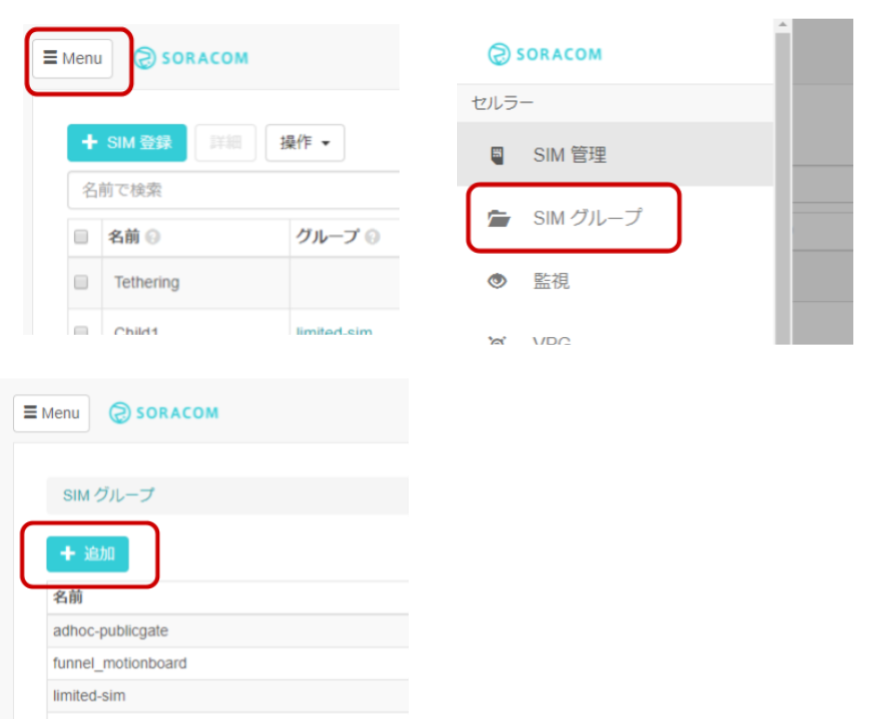 Menu
SORACOM
SIM 登録
詳細
操作
名前で検索
名前
グループ
Tethering
Child1
limited-sim
SORACOM
セルラー
SIM 管理
SIM グループ
監視
VPG
Menu
SORACOM
SIM グループ
追加
名前
adhoc-publicgate
funnel_motionboard
limited-sim